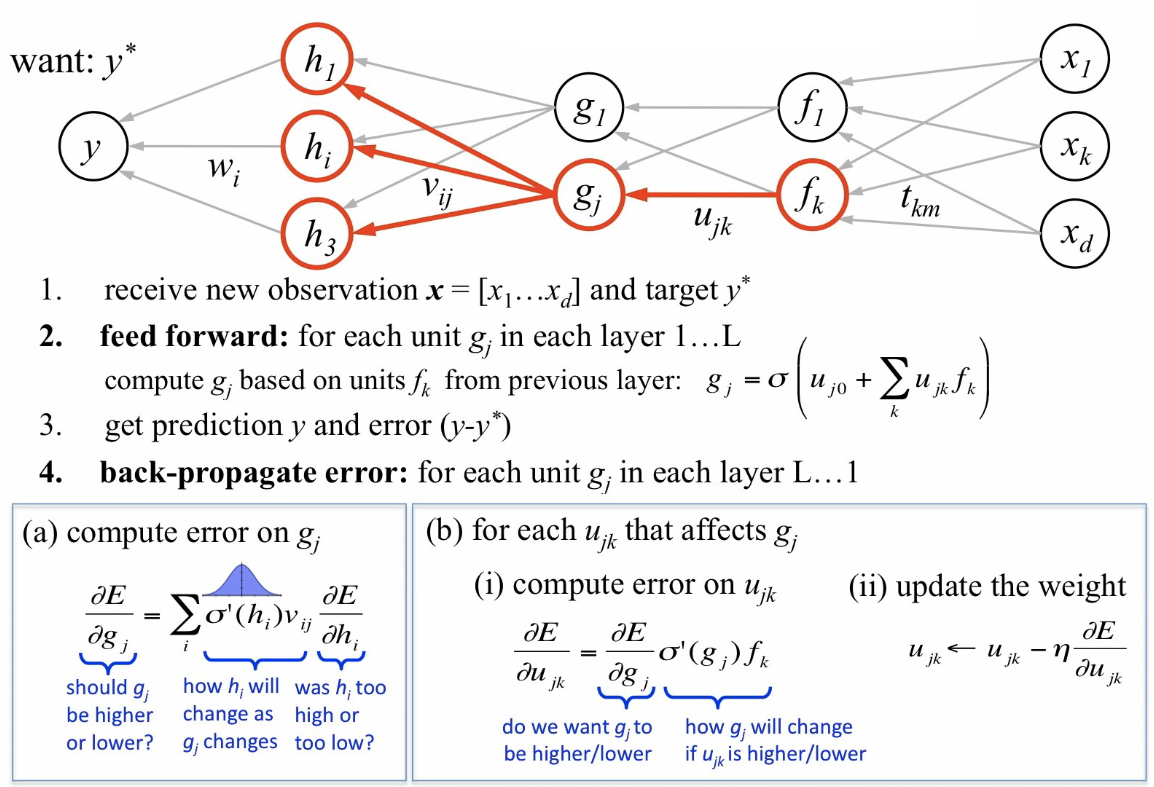 want: y*
h₁
x₁
g₁
f₁
y
hᵢ
xₖ
wᵢ
vᵢⱼ
gⱼ
fₖ
tₖₘ
uⱼₖ
h₃
x_d
1. receive new observation x = [x₁…x_d] and target y*
2. feed forward: for each unit gⱼ in each layer 1…L
compute gⱼ based on units fₖ from previous layer: gⱼ = σ(uⱼ₀ + ∑ₖ uⱼₖ fₖ)
3. get prediction y and error (y-y*)
4. back-propagate error: for each unit gⱼ in each layer L…1
(a) compute error on gⱼ
∂E/∂gⱼ = ∑ᵢ σ'(hᵢ)vᵢⱼ ∂E/∂hᵢ
should gⱼ
be higher
or lower?
how hᵢ will
change as
gⱼ changes
was hᵢ too
high or
too low?
(b) for each uⱼₖ that affects gⱼ
(i) compute error on uⱼₖ
∂E/∂uⱼₖ = ∂E/∂gⱼ σ'(gⱼ) fₖ
do we want gⱼ to
be higher/lower
how gⱼ will change
if uⱼₖ is higher/lower
(ii) update the weight
uⱼₖ ← uⱼₖ − η ∂E/∂uⱼₖ